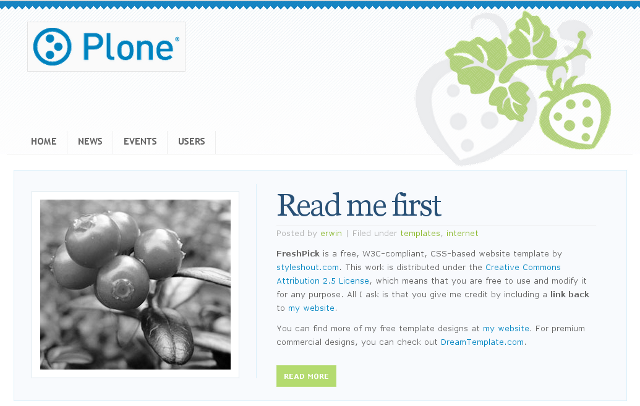 Plone®
HOME NEWS EVENTS USERS
Read me first
Posted by erwin | Filed under templates, internet
FreshPick is a free, W3C-compliant, CSS-based website template by
styleshout.com. This work is distributed under the Creative Commons
Attribution 2.5 License, which means that you are free to use and modify it
for any purpose. All I ask is that you give me credit by including a link back
to my website.
You can find more of my free template designs at my website. For premium
commercial designs, you can check out DreamTemplate.com.
READ MORE